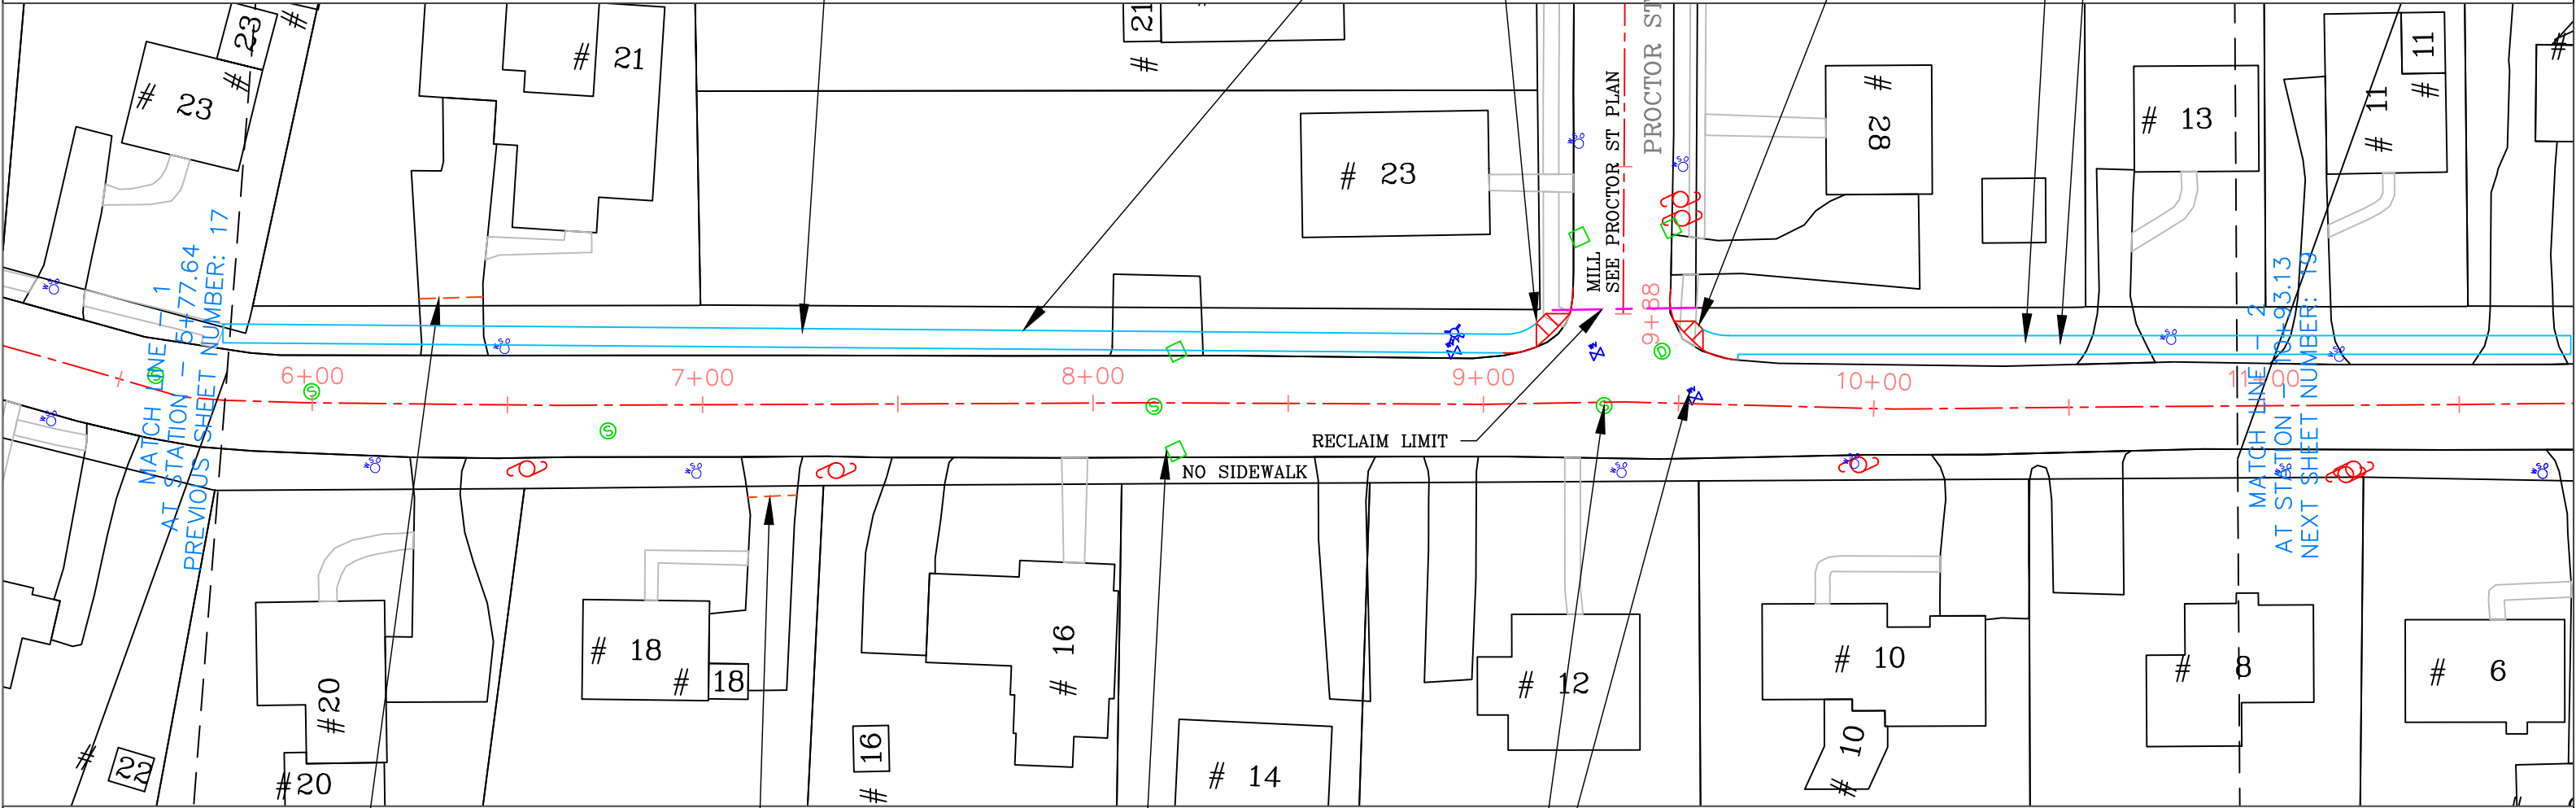 # 23
#
23
#
# 21
21
#
# 23
MILL
SEE PROCTOR ST PLAN
PROCTOR ST
# 28
# 13
# 11
11
#
#
MATCH LINE - 1
AT STATION - 5+77.64
PREVIOUS SHEET NUMBER: 17
6+00
7+00
8+00
9+00
9+88
10+00
11+00
S
S
S
S
D
RECLAIM LIMIT
NO SIDEWALK
MATCH LINE - 2
AT STATION - 10+93.13
NEXT SHEET NUMBER: 19
# 22
#20
#20
# 18
# 18
# 16
# 16
# 14
# 12
# 10
# 10
# 8
# 6